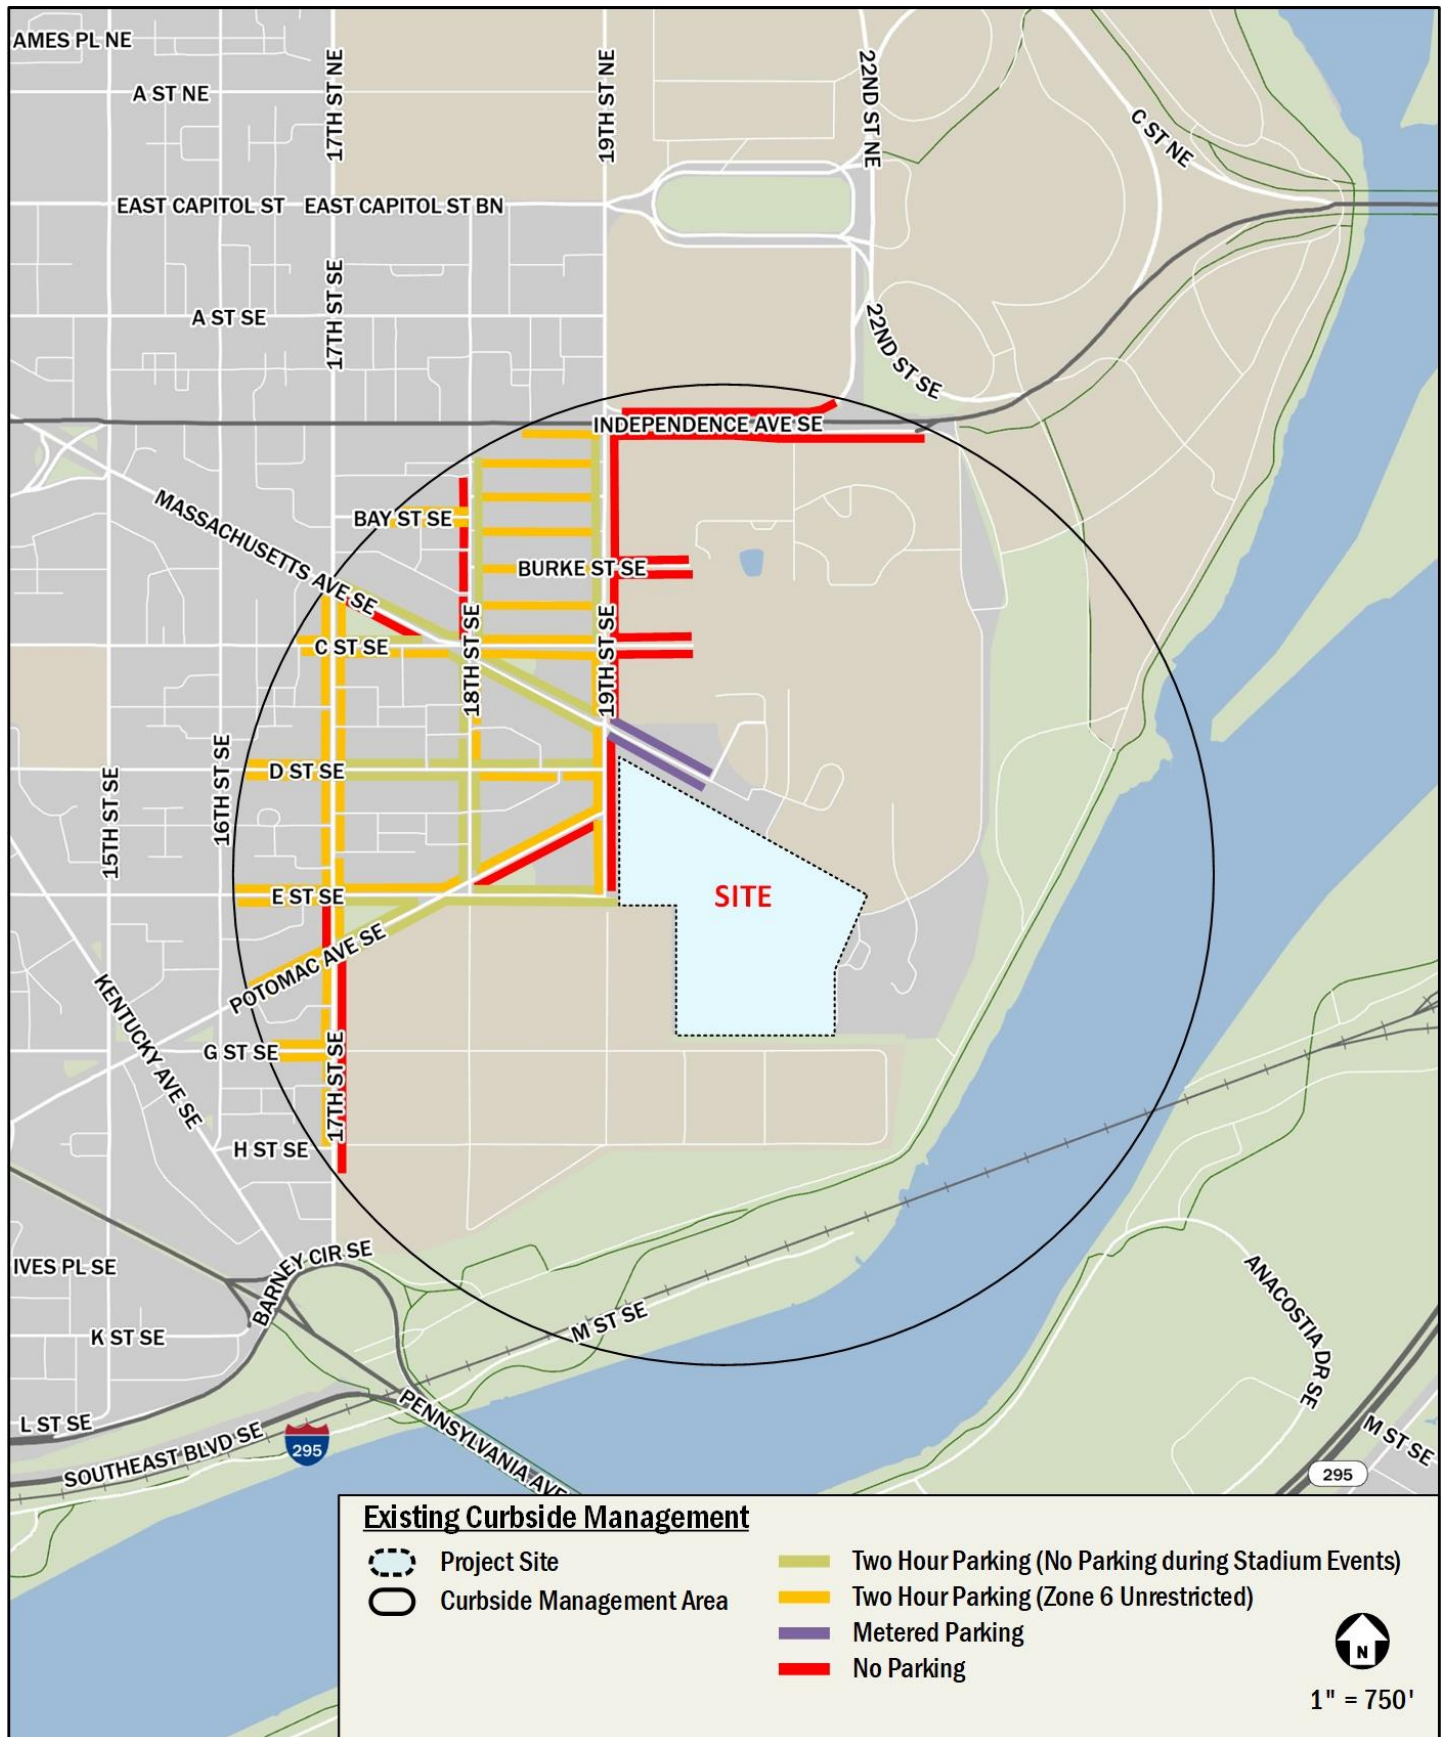 AMES PL NE
A ST NE
17TH ST NE
19TH ST NE
22ND ST NE
C ST NE
EAST CAPITOL ST
EAST CAPITOL ST BN
17TH ST SE
A ST SE
22ND ST SE
INDEPENDENCE AVE SE
MASSACHUSETTS AVE SE
BAY ST SE
BURKE ST SE
C ST SE
18TH ST SE
19TH ST SE
16TH ST SE
15TH ST SE
D ST SE
E ST SE
SITE
POTOMAC AVE SE
KENTUCKY AVE SE
G ST SE
17TH ST SE
H ST SE
IVES PL SE
BARNEY CIR SE
K ST SE
M ST SE
ANACOSTIA DR SE
L ST SE
SOUTHEAST BLVD SE
295
PENNSYLVANIA AVE
M ST SE
295
Existing Curbside Management
Project Site
Curbside Management Area
Two Hour Parking (No Parking during Stadium Events)
Two Hour Parking (Zone 6 Unrestricted)
Metered Parking
No Parking
N
1" = 750'